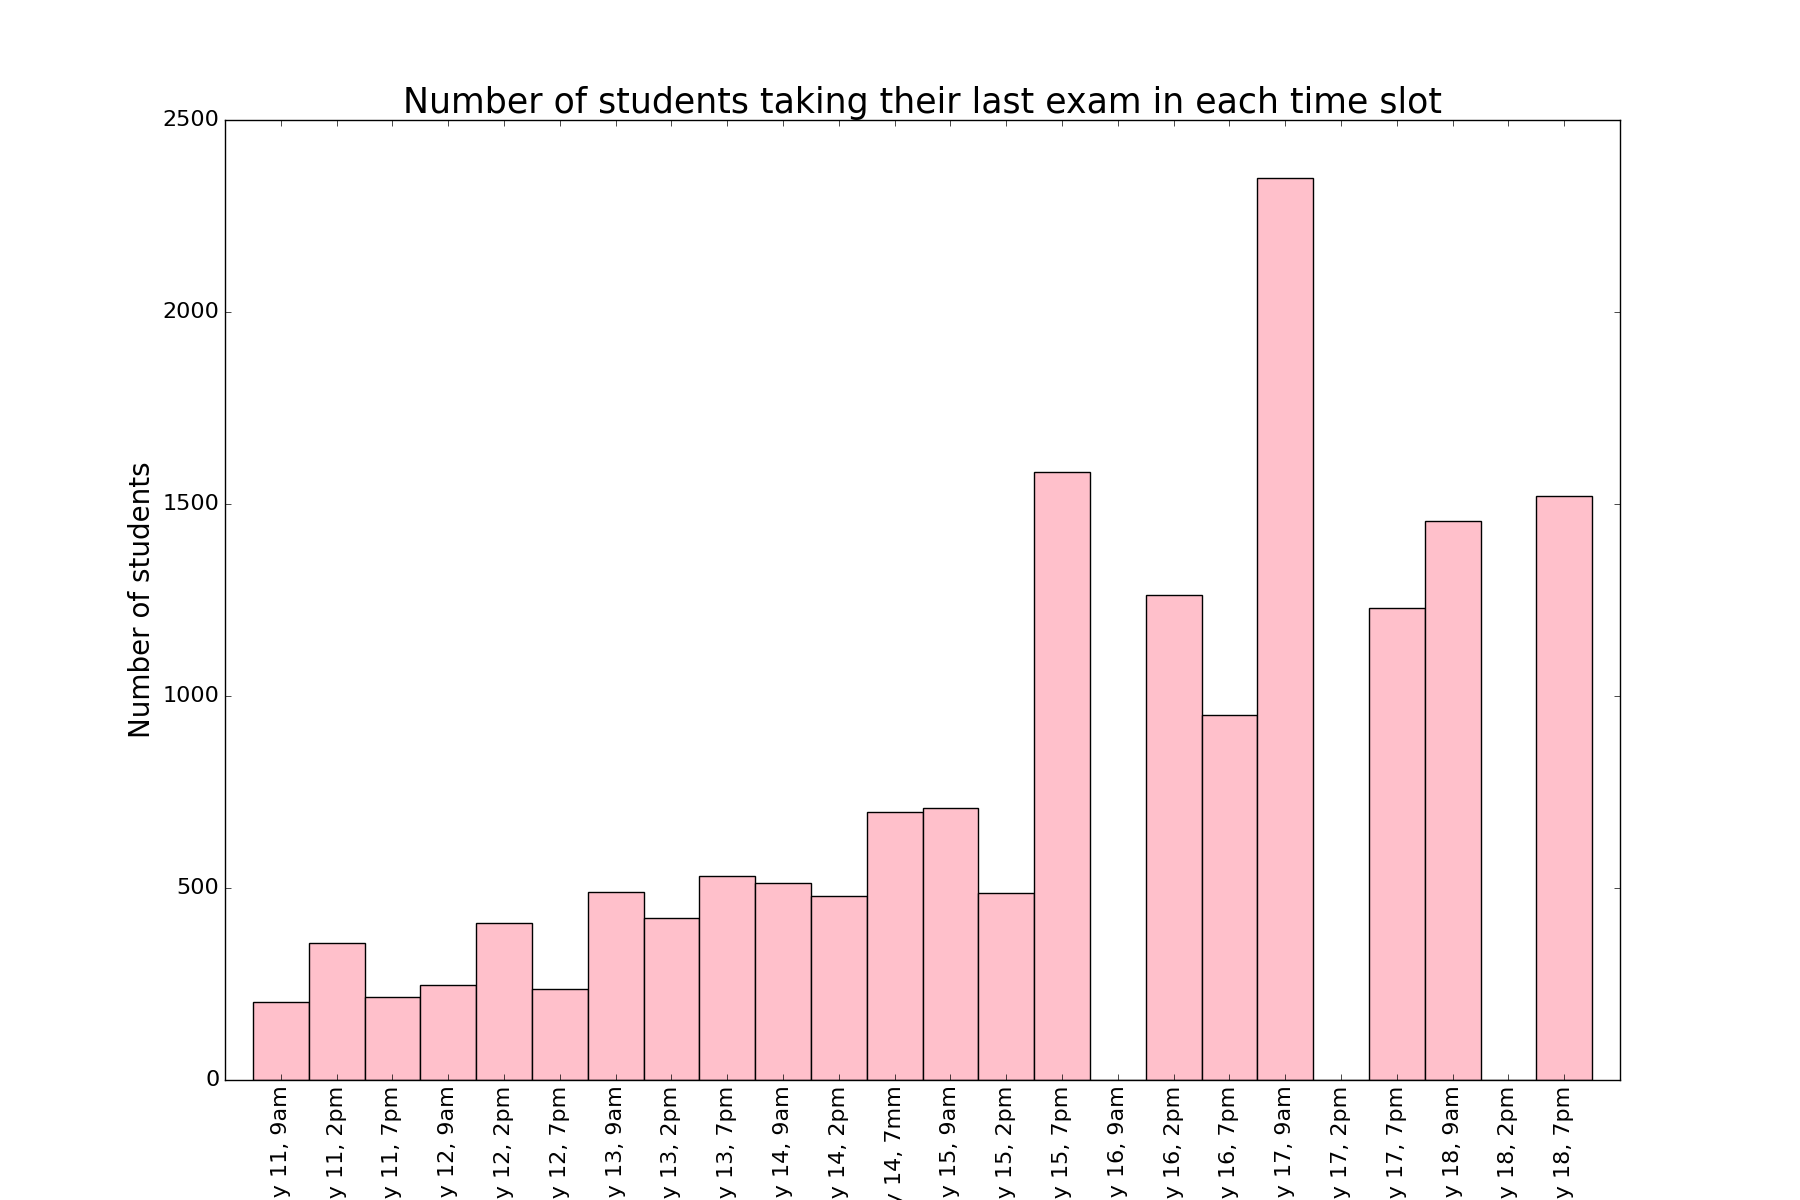 Number of students taking their last exam in each time slot
2500
2000
1500
1000
500
0
Number of students
y 11, 9am
y 11, 2pm
y 11, 7pm
y 12, 9am
y 12, 2pm
y 12, 7pm
y 13, 9am
y 13, 2pm
y 13, 7pm
y 14, 9am
y 14, 2pm
y 14, 7mm
y 15, 9am
y 15, 2pm
y 15, 7pm
y 16, 9am
y 16, 2pm
y 16, 7pm
y 17, 9am
y 17, 2pm
y 17, 7pm
y 18, 9am
y 18, 2pm
y 18, 7pm